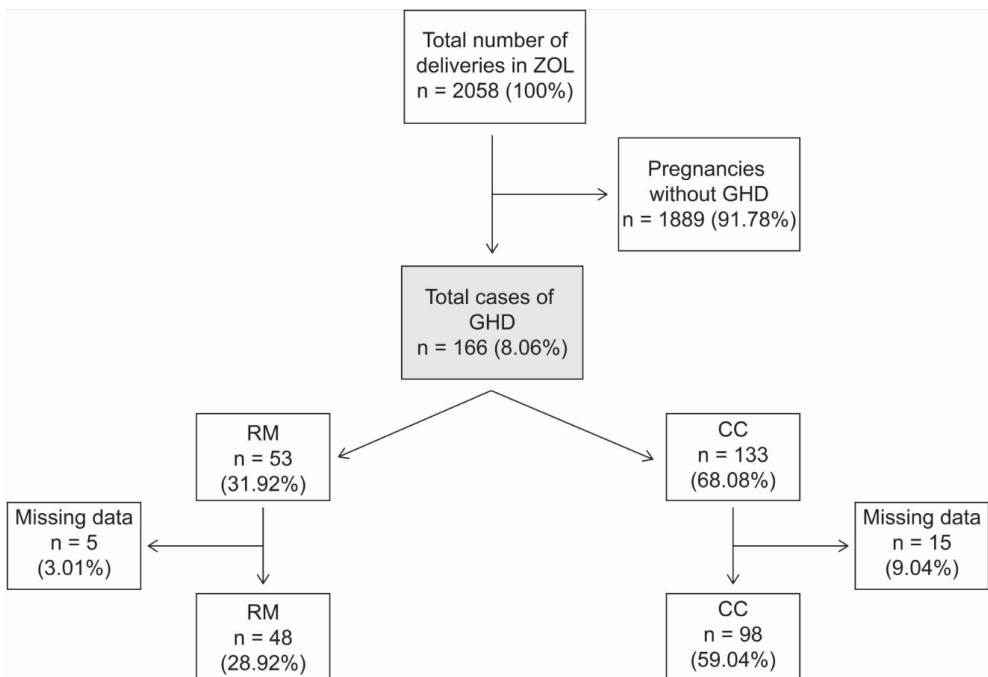 Total number of
deliveries in ZOL
n = 2058 (100%)
Pregnancies
without GHD
n = 1889 (91.78%)
Total cases of
GHD
n = 166 (8.06%)
RM
n = 53
(31.92%)
CC
n = 133
(68.08%)
Missing data
n = 5
(3.01%)
Missing data
n = 15
(9.04%)
RM
n = 48
(28.92%)
CC
n = 98
(59.04%)